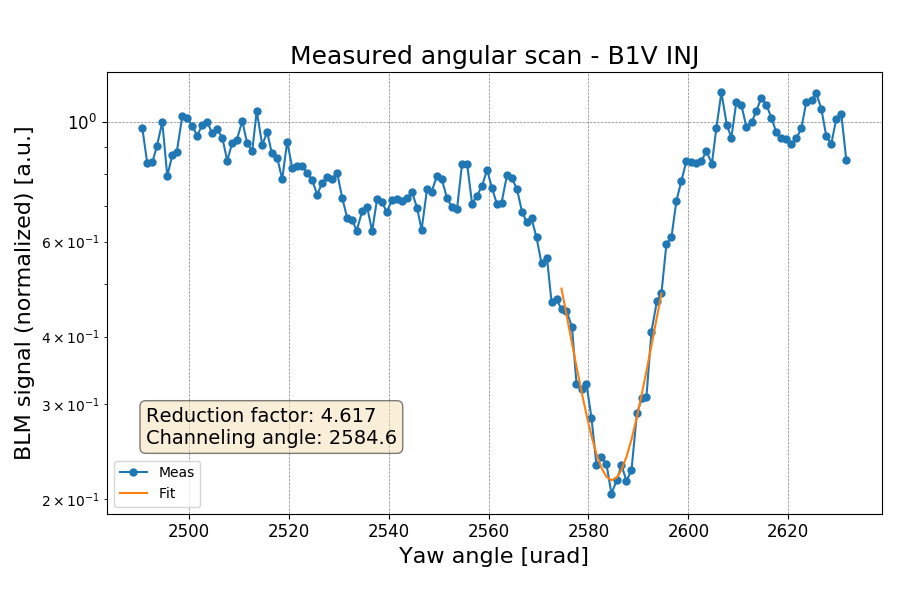 Measured angular scan - B1V INJ
BLM signal (normalized) [a.u.]
10⁰
6 × 10⁻¹
4 × 10⁻¹
3 × 10⁻¹
2 × 10⁻¹
Reduction factor: 4.617
Channeling angle: 2584.6
Meas
Fit
2500 2520 2540 2560 2580 2600 2620
Yaw angle [urad]